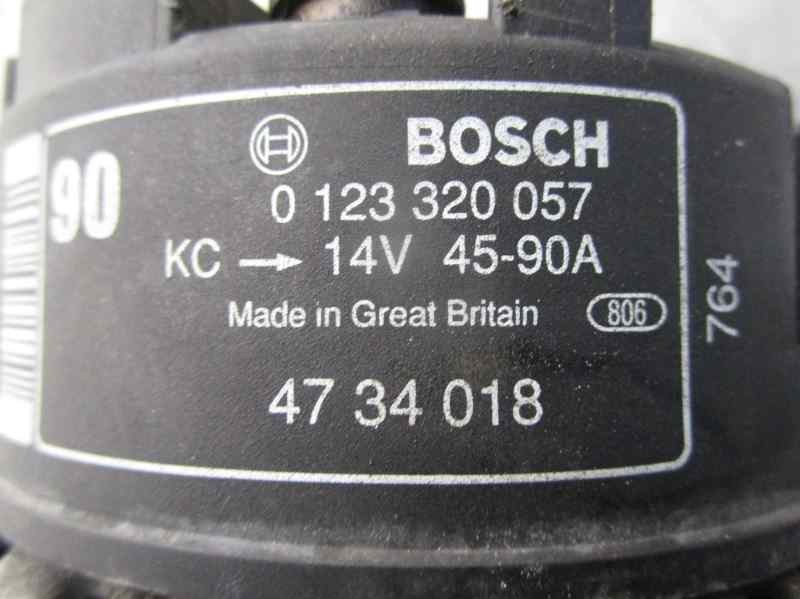 90
BOSCH
0 123 320 057
KC → 14V 45-90A
Made in Great Britain 806
764
47 34 018